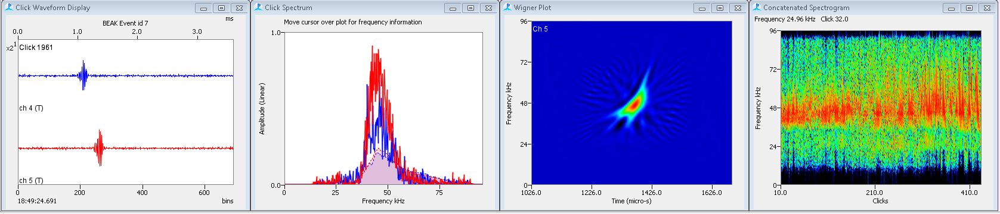 Click Waveform Display
ms
BEAK Event id 7
0.0 1.0 2.0 3.0
x2¹
Click 1961
ch 4 (T)
ch 5 (T)
0 200 400 600
18:49:24.691 bins
Click Spectrum
Move cursor over plot for frequency information
1.0
Amplitude (Linear)
0.0
0 25 50 75
Frequency kHz
Wigner Plot
96
Ch 5
72
48
24
0
Frequency kHz
1026.0 1226.0 1426.0 1626.0
Time (micro-s)
Concatenated Spectrogram
Frequency 24.96 kHz Click 32.0
96
72
48
24
0
Frequency kHz
10.0 210.0 410.0
Clicks